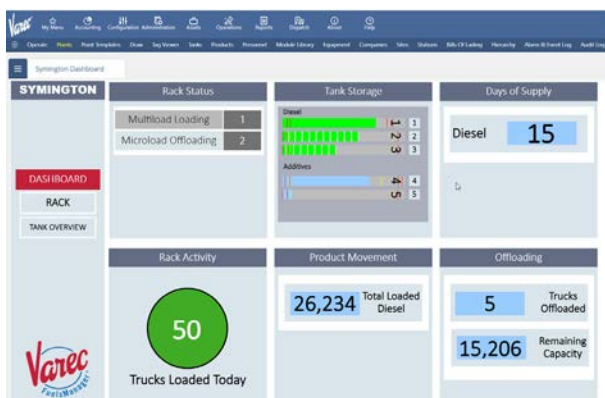 Varec
My Menu Accounting Configuration Administration Assets Operations Reports Dispatch About Help
Operate Points Point Templates Draw Tag Viewer Tanks Products Personnel Module Library Equipment Companies Sites Stations Bills Of Lading Hierarchy Alarm & Event Log Audit Log
Symington Dashboard
SYMINGTON
DASHBOARD
RACK
TANK OVERVIEW
Varec
FuelsManager
Rack Status
Multiload Loading 1
Microload Offloading 2
Tank Storage
Diesel
1 1
2 2
3 3
Additives
4 4
5 5
Days of Supply
Diesel 15
Rack Activity
50
Trucks Loaded Today
Product Movement
26,234 Total Loaded
Diesel
Offloading
5 Trucks
Offloaded
15,206 Remaining
Capacity